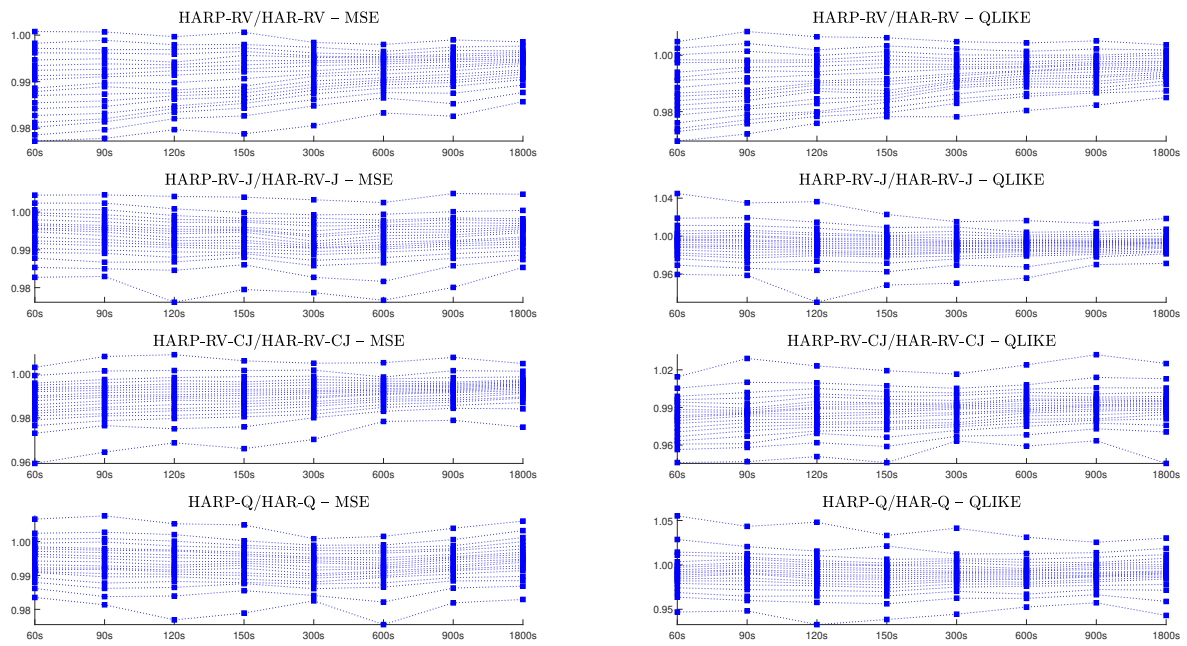 HARP-RV/HAR-RV – MSE
1.00
0.99
0.98
60s 90s 120s 150s 300s 600s 900s 1800s
HARP-RV/HAR-RV – QLIKE
1.00
0.98
60s 90s 120s 150s 300s 600s 900s 1800s
HARP-RV-J/HAR-RV-J – MSE
1.00
0.99
0.98
60s 90s 120s 150s 300s 600s 900s 1800s
HARP-RV-J/HAR-RV-J – QLIKE
1.04
1.00
0.96
60s 90s 120s 150s 300s 600s 900s 1800s
HARP-RV-CJ/HAR-RV-CJ – MSE
1.00
0.98
0.96
60s 90s 120s 150s 300s 600s 900s 1800s
HARP-RV-CJ/HAR-RV-CJ – QLIKE
1.02
0.99
0.96
60s 90s 120s 150s 300s 600s 900s 1800s
HARP-Q/HAR-Q – MSE
1.00
0.99
0.98
60s 90s 120s 150s 300s 600s 900s 1800s
HARP-Q/HAR-Q – QLIKE
1.05
1.00
0.95
60s 90s 120s 150s 300s 600s 900s 1800s